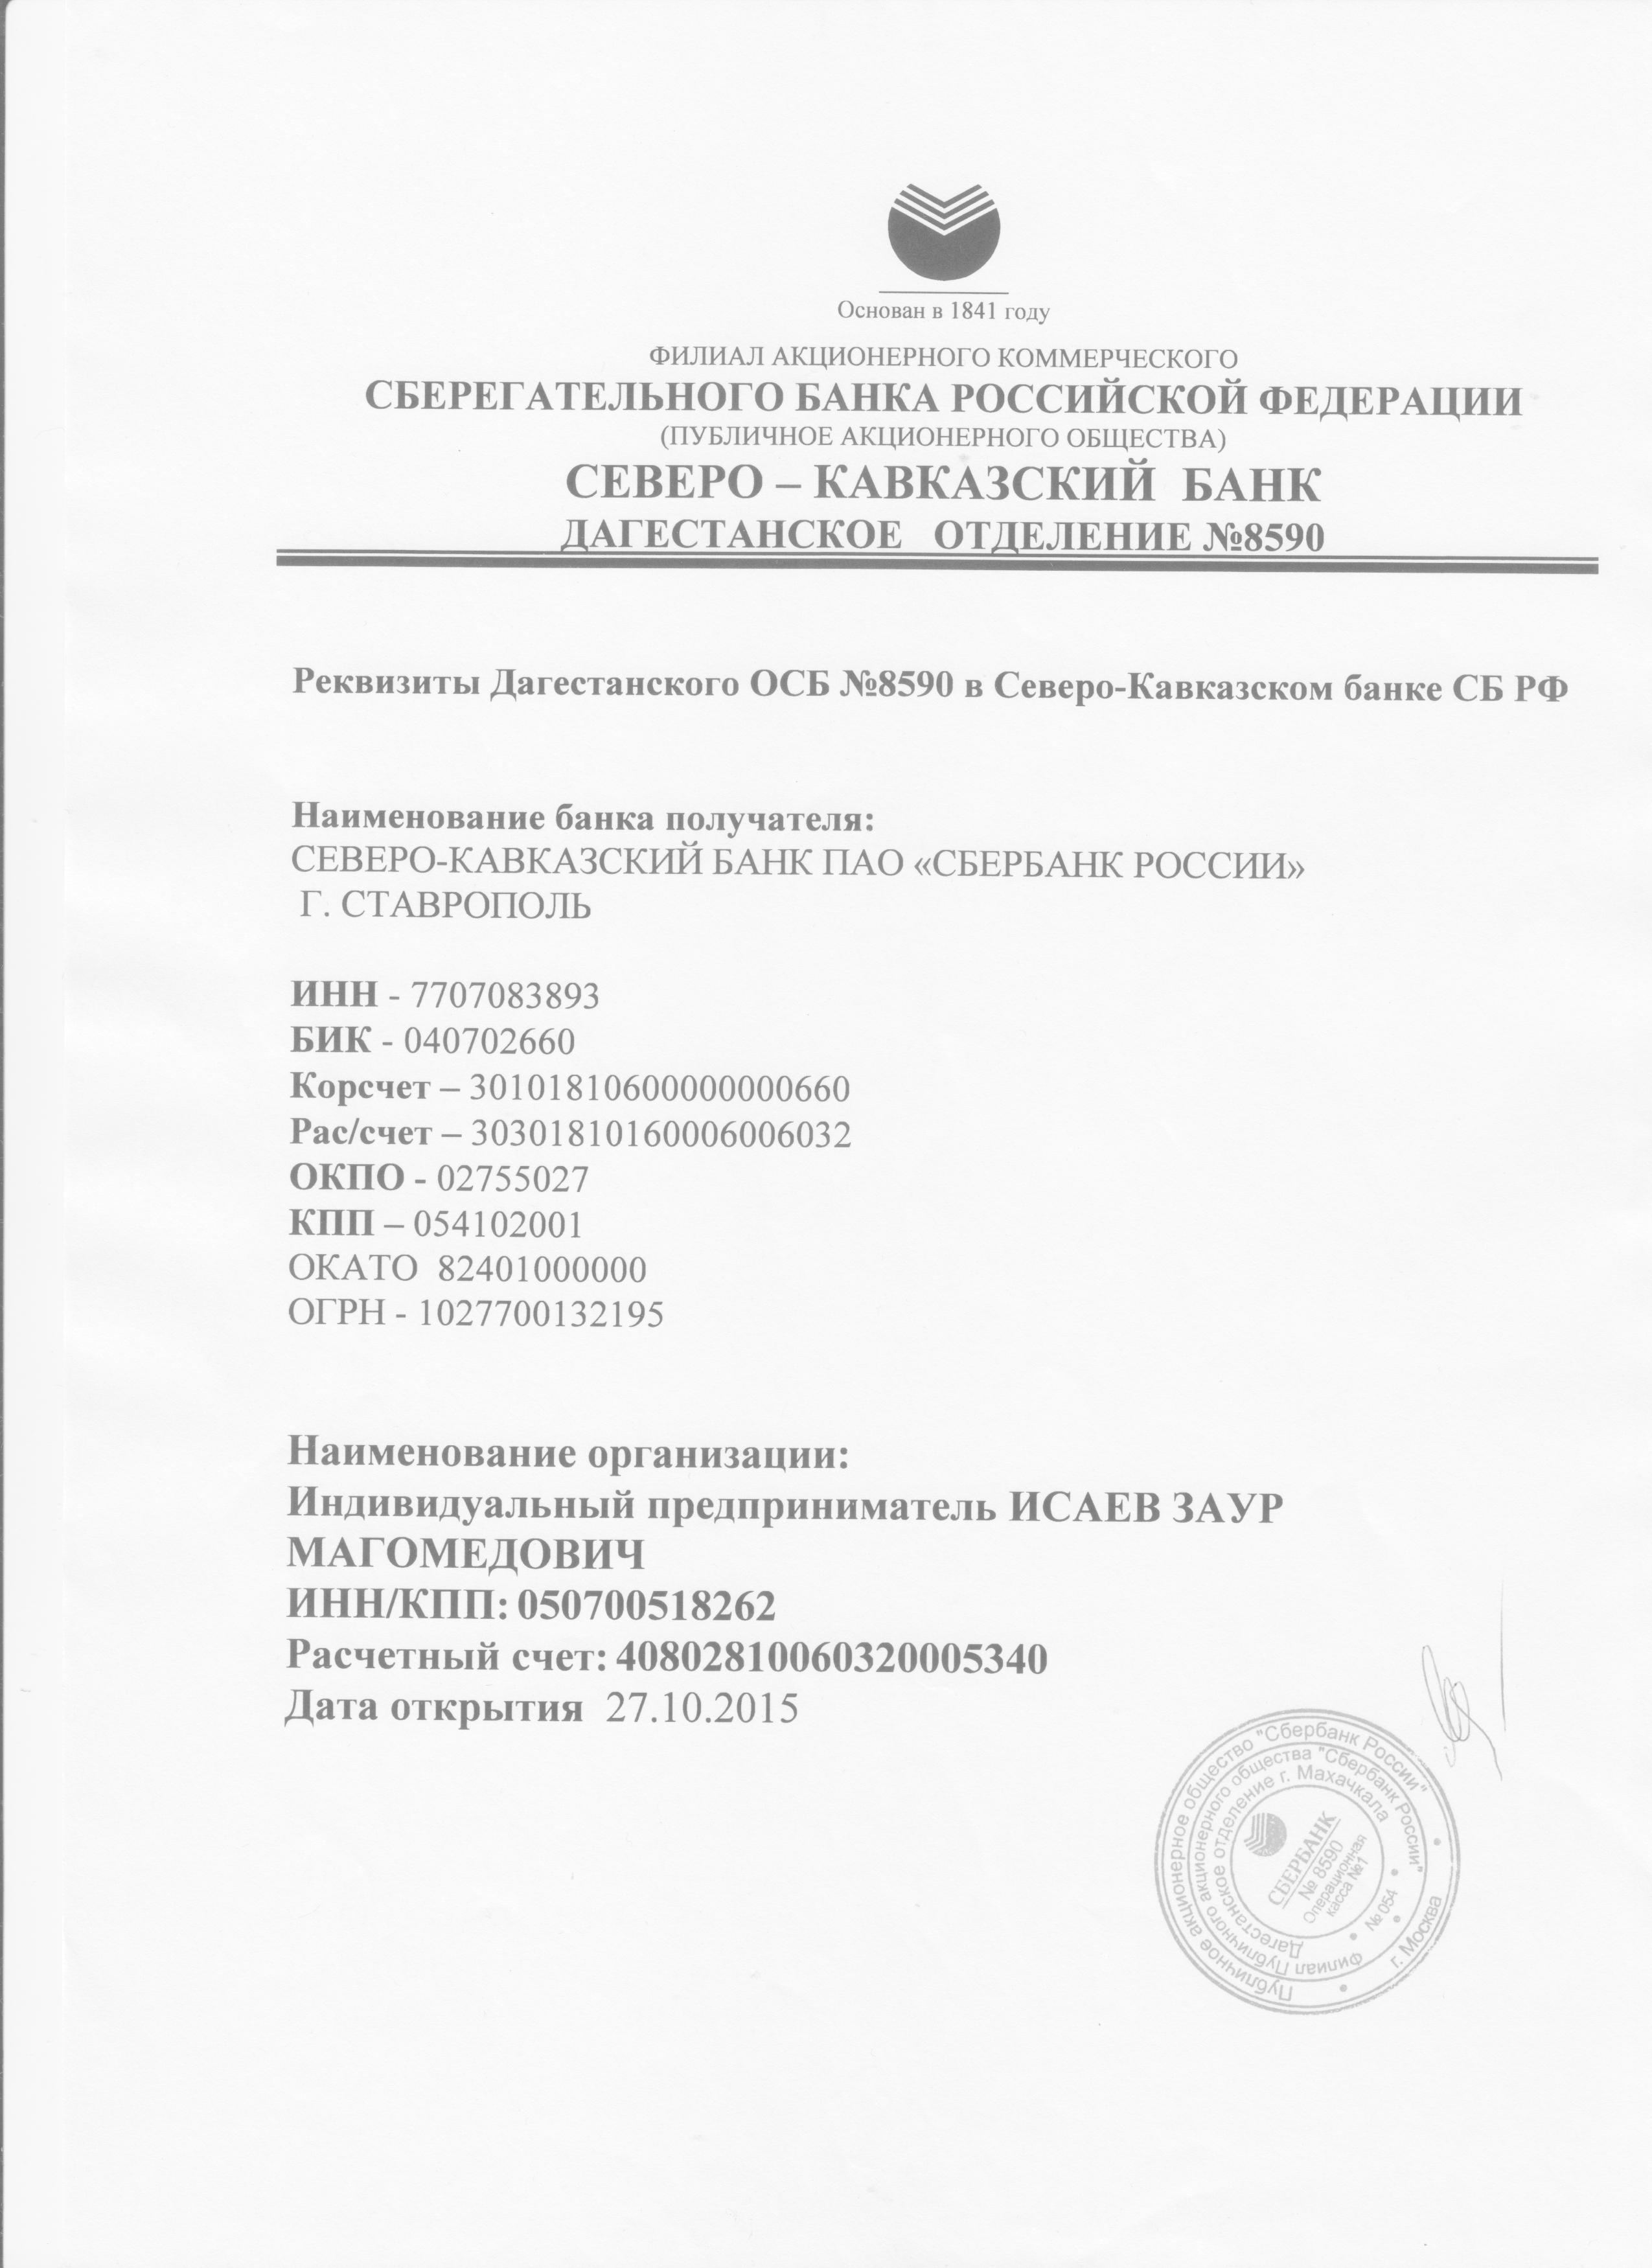 Основан в 1841 году
ФИЛИАЛ АКЦИОНЕРНОГО КОММЕРЧЕСКОГО
СБЕРЕГАТЕЛЬНОГО БАНКА РОССИЙСКОЙ ФЕДЕРАЦИИ
(ПУБЛИЧНОЕ АКЦИОНЕРНОГО ОБЩЕСТВА)
СЕВЕРО – КАВКАЗСКИЙ БАНК
ДАГЕСТАНСКОЕ ОТДЕЛЕНИЕ №8590
Реквизиты Дагестанского ОСБ №8590 в Северо-Кавказском банке СБ РФ
Наименование банка получателя:
СЕВЕРО-КАВКАЗСКИЙ БАНК ПАО «СБЕРБАНК РОССИИ»
Г. СТАВРОПОЛЬ
ИНН - 7707083893
БИК - 040702660
Корсчет – 30101810600000000660
Рас/счет – 30301810160006006032
ОКПО - 02755027
КПП – 054102001
ОКАТО 82401000000
ОГРН - 1027700132195
Наименование организации:
Индивидуальный предприниматель ИСАЕВ ЗАУР
МАГОМЕДОВИЧ
ИНН/КПП: 050700518262
Расчетный счет: 40802810060320005340
Дата открытия 27.10.2015
Публичное акционерное общество "Сбербанк России"
г. Москва
Филиал Публичного акционерного общества "Сбербанк России"
№ 054
Дагестанское отделение г. Махачкала
СБЕРБАНК
№ 8590
Операционная
касса №1